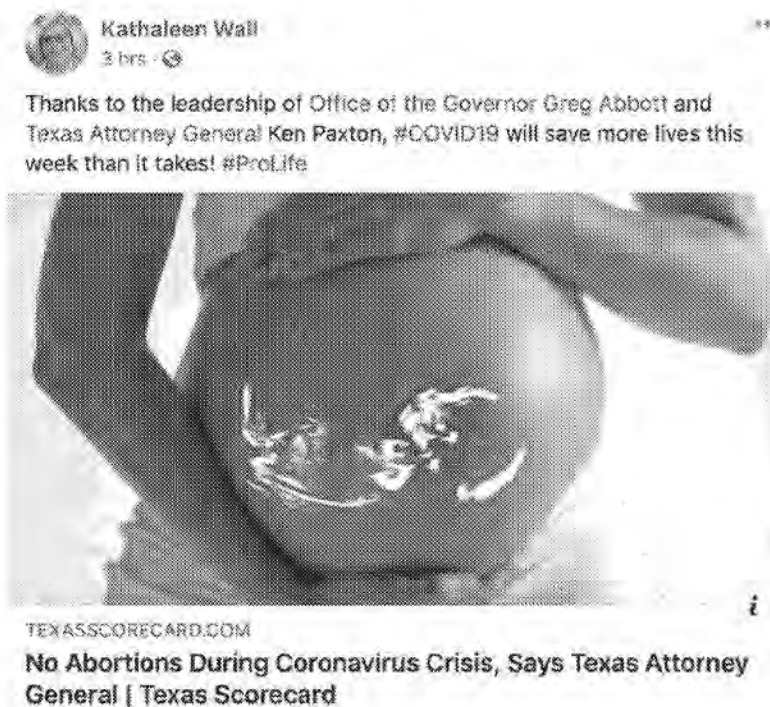 Kathaleen Wall
3 hrs ·
Thanks to the leadership of Office of the Governor Greg Abbott and
Texas Attorney General Ken Paxton, #COVID19 will save more lives this
week than it takes! #ProLife
i
TEXASSCORECARD.COM
No Abortions During Coronavirus Crisis, Says Texas Attorney
General | Texas Scorecard